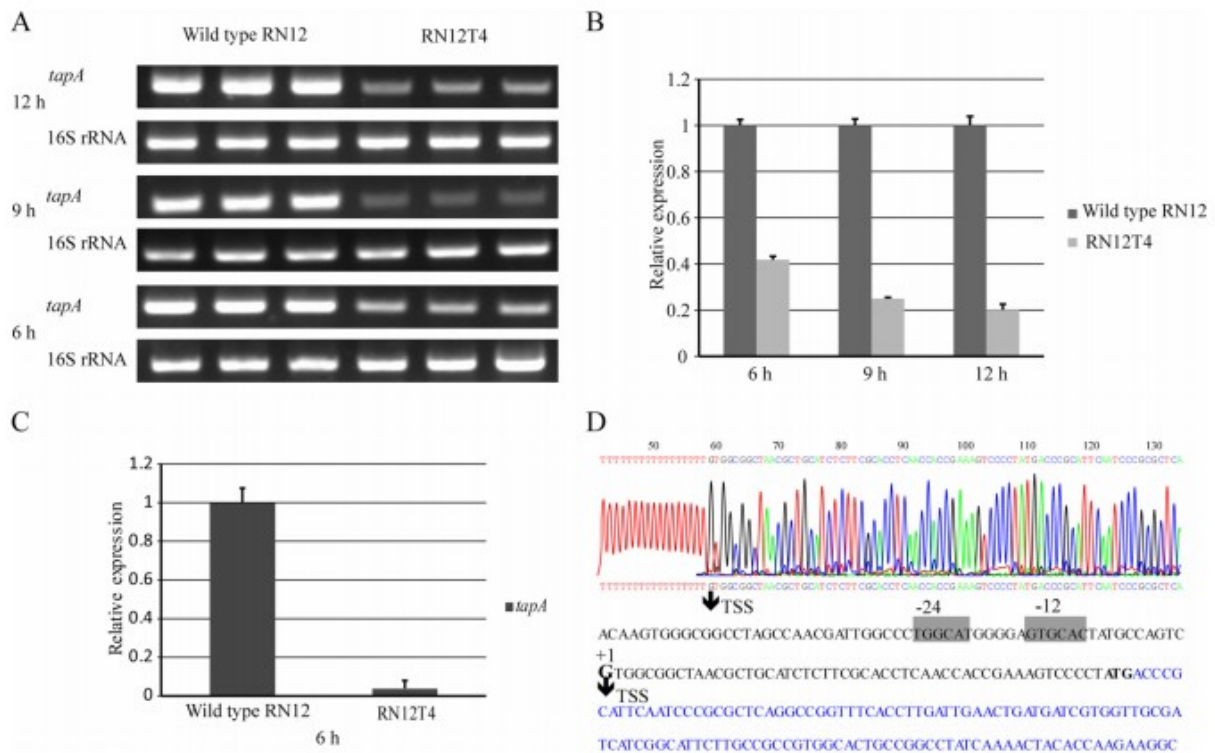 A
Wild type RN12 RN12T4
tapA
12 h
16S rRNA
tapA
9 h
16S rRNA
tapA
6 h
16S rRNA
B
1.2
1
0.8
0.6
0.4
0.2
0
Relative expression
6 h 9 h 12 h
Wild type RN12
RN12T4
C
1.2
1
0.8
0.6
0.4
0.2
0
Relative expression
Wild type RN12 RN12T4
6 h
tapA
D
50 60 70 80 90 100 110 120 130
TTTTTTTTTTTTTTTTTTGTGGCGGCTAACGCTGCATCTCTTCGCACCTCAACCACCGAAAGTCCCCTATGACCCGCATTCAATCCCGCGCTCA
TTTTTTTTTTTTTTTTTTGTGGCGGCTAACGCTGCATCTCTTCGCACCTCAACCACCGAAAGTCCCCTATGACCCGCATTCAATCCCGCGCTCA
TSS
-24 -12
ACAAGTGGGCGGCCTAGCCAACGATTGGCCCTGGCATGGGGAGTGCACTATGCCAGTC
+1
GTGGCGGCTAACGCTGCATCTCTTCGCACCTCAACCACCGAAAGTCCCCTATGACCCG
TSS
CATTCAATCCCGCGCTCAGGCCGGTTTCACCTTGATTGAACTGATGATCGTGGTTGCGA
TCATCGGCATTCTTGCCGCCGTGGCACTGCCGGCCTATCAAAACTACACCAAGAAGGC